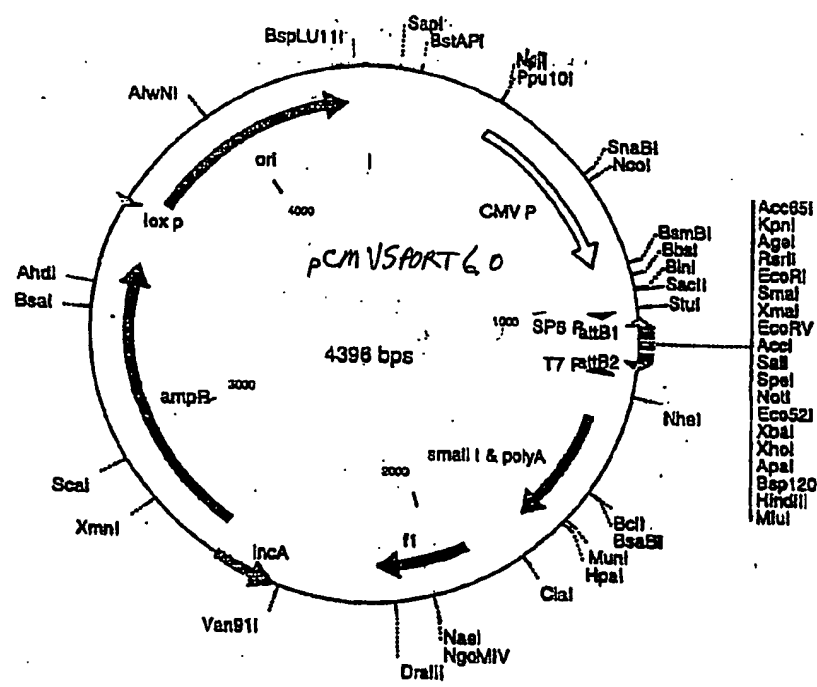 BspLU11I
SapI
BstAPI
NsiI
Ppu10I
AlwNI
ori
I
4000
SnaBI
NcoI
lox p
CMV P
BsmBI
BbsI
BlnI
SacII
StuI
pCMVSPORT 6.0
AhdI
BsaI
1000
SP6 P
attB1
4396 bps
T7 P
attB2
Acc65I
KpnI
AgeI
RsrII
EcoRI
SmaI
XmaI
EcoRV
AccI
SalI
SpeI
NotI
Eco52I
XbaI
XhoI
ApaI
Bsp120
HindIII
MluI
3000
ampR
NheI
small t & polyA
2000
ScaI
XmnI
f1
incA
BclI
BsaBI
MunI
HpaI
ClaI
Van91I
NaeI
NgoMIV
DraIII